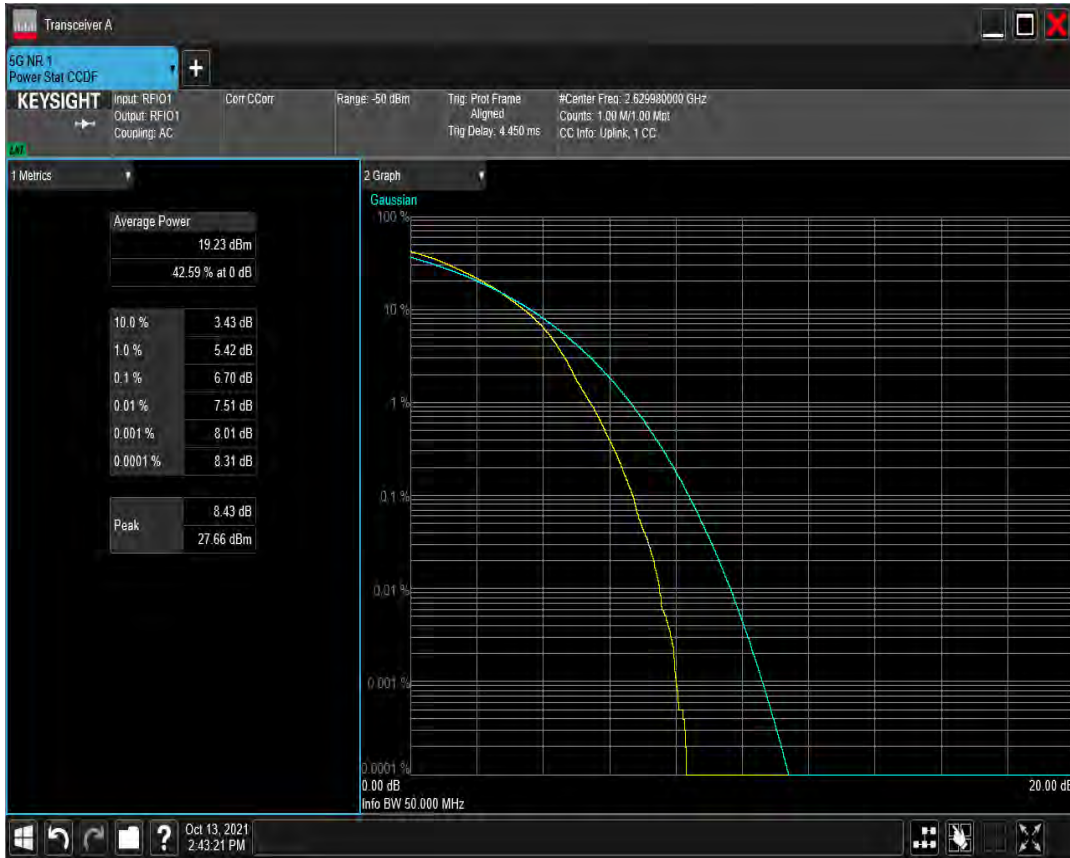 Transceiver A
5G NR 1
Power Stat CCDF
+
KEYSIGHT
Input: RFIO1
Output: RFIO1
Coupling: AC
Corr CCorr
Range: -50 dBm
Trig: Prot Frame
Aligned
Trig Delay: 4.450 ms
#Center Freq: 2.629980000 GHz
Counts: 1.00 M/1.00 Mpt
CC Info: Uplink, 1 CC
LNI
1 Metrics
Average Power
19.23 dBm
42.59 % at 0 dB
10.0 % 3.43 dB
1.0 % 5.42 dB
0.1 % 6.70 dB
0.01 % 7.51 dB
0.001 % 8.01 dB
0.0001 % 8.31 dB
Peak
8.43 dB
27.66 dBm
2 Graph
Gaussian
100 %
10 %
1 %
0.1 %
0.01 %
0.001 %
0.0001 %
0.00 dB
20.00 dB
Info BW 50.000 MHz
?
Oct 13, 2021
2:43:21 PM